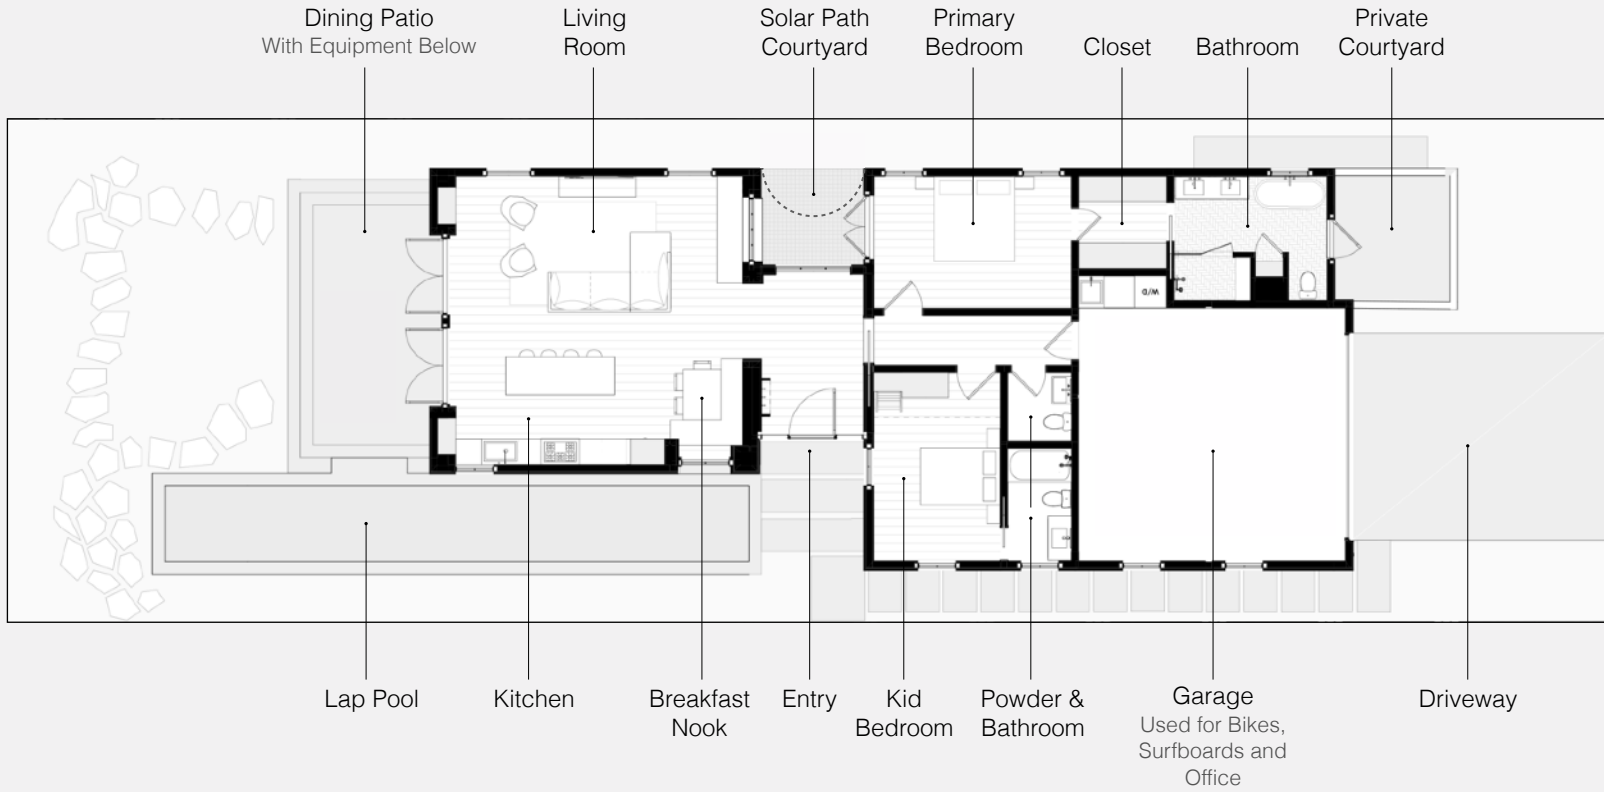 Dining Patio
With Equipment Below
Living
Room
Solar Path
Courtyard
Primary
Bedroom
Closet
Bathroom
Private
Courtyard
W/D
Lap Pool
Kitchen
Breakfast
Nook
Entry
Kid
Bedroom
Powder &
Bathroom
Garage
Used for Bikes,
Surfboards and
Office
Driveway